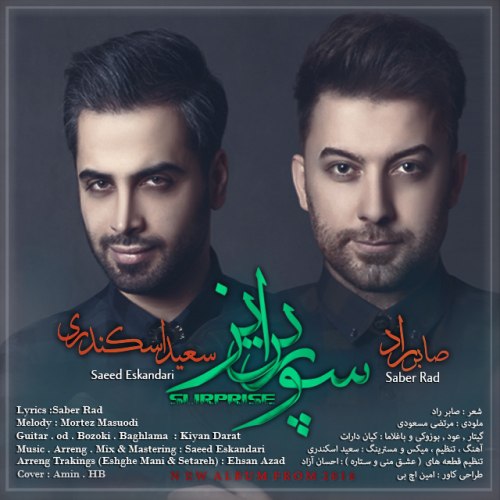 سورپرایز
SURPRISE
سعید اسکندری
Saeed Eskandari
صابر راد
Saber Rad
Lyrics :Saber Rad
Melody : Mortez Masuodi
Guitar . od . Bozoki . Baghlama : Kiyan Darat
Music . Arreng . Mix & Mastering : Saeed Eskandari
Arreng Trakings (Eshghe Mani & Setareh) : Ehsan Azad
Cover : Amin . HB
شعر : صابر راد
ملودی : مرتضی مسعودی
گیتار , عود , بوزوکی و باغلاما : کیان دارات
آهنگ , تنظیم , میکس و مسترینگ : سعید اسکندری
تنظیم قطعه های ( عشق منی و ستاره ) : احسان آزاد
طراحی کاور : امین اچ بی
NEW ALBUM FROM 2016